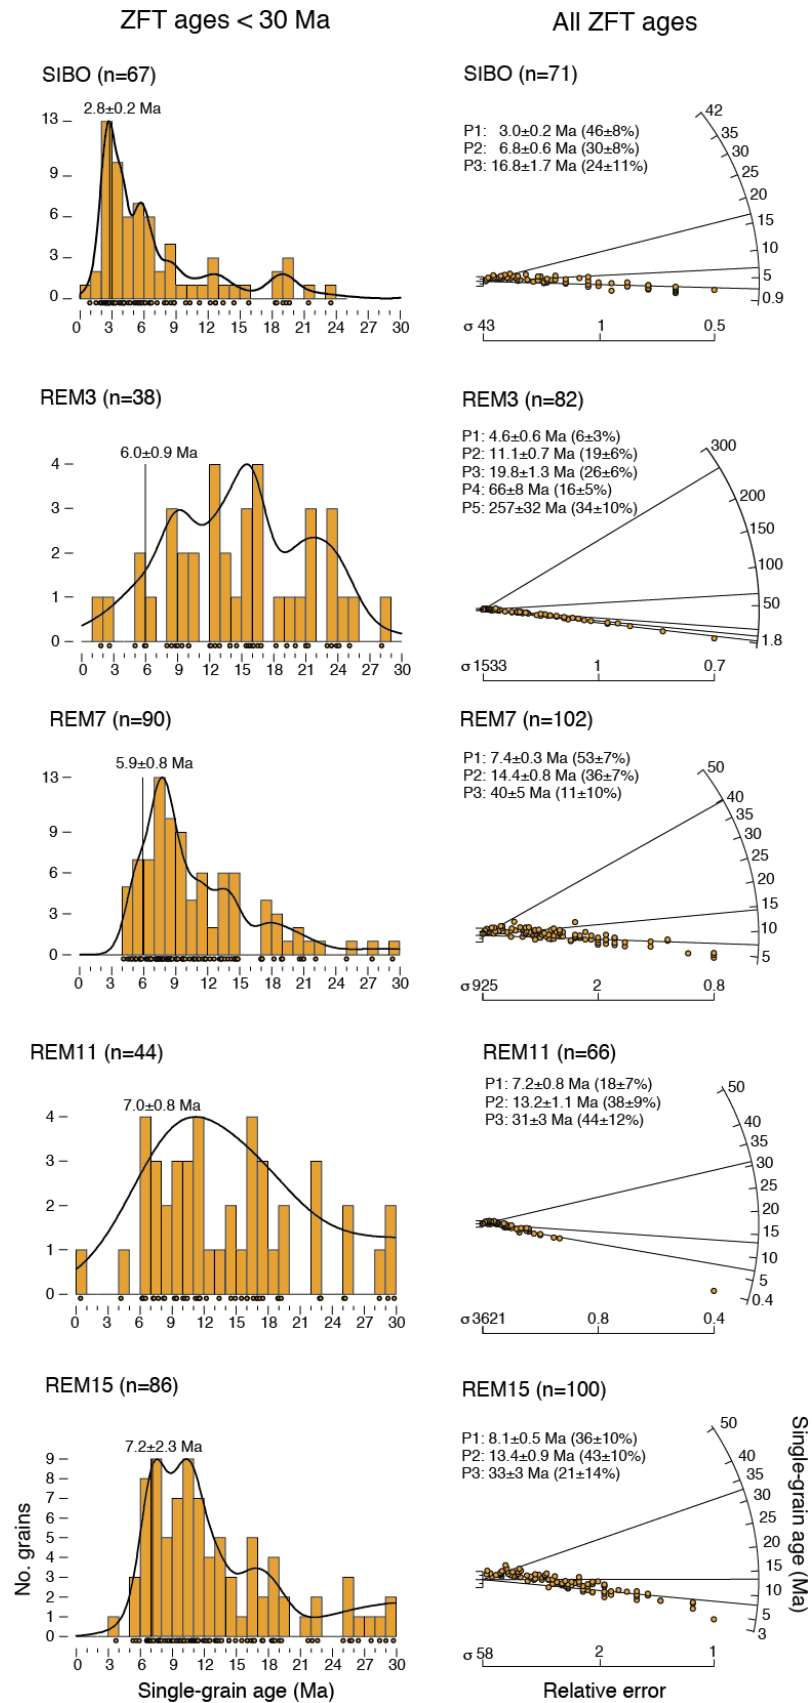 ZFT ages < 30 Ma
All ZFT ages
SIBO (n=67)
2.8±0.2 Ma
13
9
6
3
0
0 3 6 9 12 15 18 21 24 27 30
SIBO (n=71)
P1: 3.0±0.2 Ma (46±8%)
P2: 6.8±0.6 Ma (30±8%)
P3: 16.8±1.7 Ma (24±11%)
42
35
30
25
20
15
10
5
0.9
σ 43 1 0.5
REM3 (n=38)
6.0±0.9 Ma
4
3
2
1
0
0 3 6 9 12 15 18 21 24 27 30
REM3 (n=82)
P1: 4.6±0.6 Ma (6±3%)
P2: 11.1±0.7 Ma (19±6%)
P3: 19.8±1.3 Ma (26±6%)
P4: 66±8 Ma (16±5%)
P5: 257±32 Ma (34±10%)
300
200
150
100
50
1.8
σ 1533 1 0.7
REM7 (n=90)
5.9±0.8 Ma
13
9
6
3
0
0 3 6 9 12 15 18 21 24 27 30
REM7 (n=102)
P1: 7.4±0.3 Ma (53±7%)
P2: 14.4±0.8 Ma (36±7%)
P3: 40±5 Ma (11±10%)
50
40
35
30
25
20
15
10
5
σ 925 2 0.8
REM11 (n=44)
7.0±0.8 Ma
4
3
2
1
0
0 3 6 9 12 15 18 21 24 27 30
REM11 (n=66)
P1: 7.2±0.8 Ma (18±7%)
P2: 13.2±1.1 Ma (38±9%)
P3: 31±3 Ma (44±12%)
50
40
35
30
25
20
15
10
5
0.4
σ 3621 0.8 0.4
REM15 (n=86)
7.2±2.3 Ma
No. grains
9
8
7
5
4
3
2
1
0
0 3 6 9 12 15 18 21 24 27 30
Single-grain age (Ma)
REM15 (n=100)
P1: 8.1±0.5 Ma (36±10%)
P2: 13.4±0.9 Ma (43±10%)
P3: 33±3 Ma (21±14%)
50
40
35
30
25
20
15
10
5
3
Single-grain age (Ma)
σ 58 2 1
Relative error